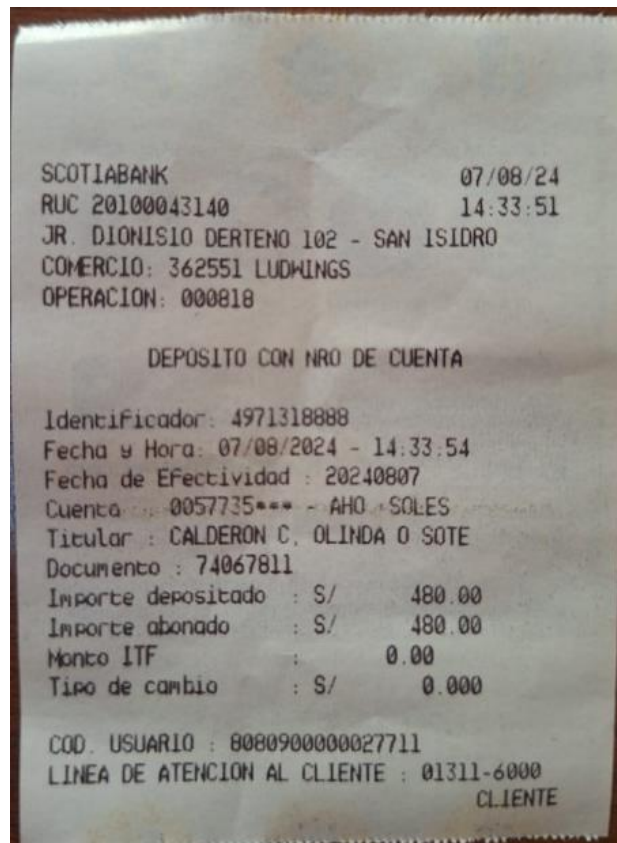 SCOTIABANK 07/08/24
RUC 20100043140 14:33:51
JR. DIONISIO DERTENO 102 - SAN ISIDRO
COMERCIO: 362551 LUDWINGS
OPERACION: 000818
DEPOSITO CON NRO DE CUENTA
Identificador: 4971318888
Fecha y Hora: 07/08/2024 - 14:33:54
Fecha de Efectividad : 20240807
Cuenta : 0057735*** - AHO SOLES
Titular : CALDERON C, OLINDA O SOTE
Documento : 74067811
Importe depositado : S/ 480.00
Importe abonado : S/ 480.00
Monto ITF : 0.00
Tipo de cambio : S/ 0.000
COD. USUARIO : 8080900000027711
LINEA DE ATENCION AL CLIENTE : 01311-6000
CLIENTE